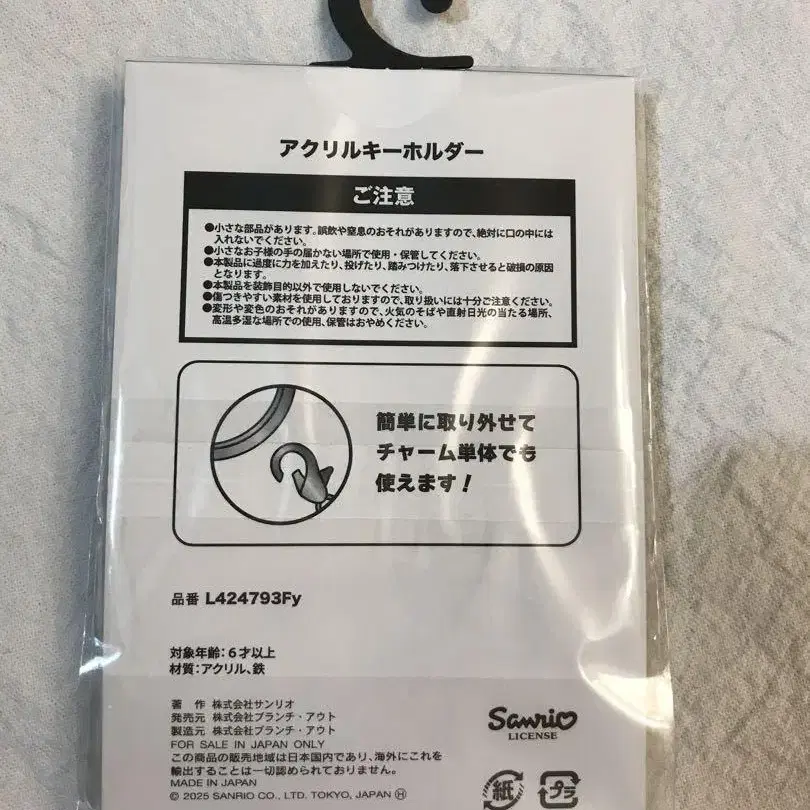 アクリルキーホルダー
ご注意
●小さな部品があります。誤飲や窒息のおそれがありますので、絶対に口の中には
入れないでください。
●小さなお子様の手の届かない場所で使用・保管してください。
●本製品に過度に力を加えたり、投げたり、踏みつけたり、落下させると破損の原因
となります。
●本製品を装飾目的以外で使用しないでください。
●傷つきやすい素材を使用しておりますので、取り扱いには十分ご注意ください。
●変形や変色のおそれがありますので、火気のそばや直射日光の当たる場所、
高温多湿な場所での使用、保管はおやめください。
簡単に取り外せて
チャーム単体でも
使えます！
品番 L424793Fy
対象年齢：6才以上
材質：アクリル、鉄
著　作 株式会社サンリオ
発売元 株式会社ブランチ・アウト
製造元 株式会社ブランチ・アウト
FOR SALE IN JAPAN ONLY
この商品の販売地域は日本国内であり、海外にこれを
輸出することは一切認められておりません。
MADE IN JAPAN
© 2025 SANRIO CO., LTD. TOKYO, JAPAN Ⓗ
Sanrio
LICENSE
紙
プラ